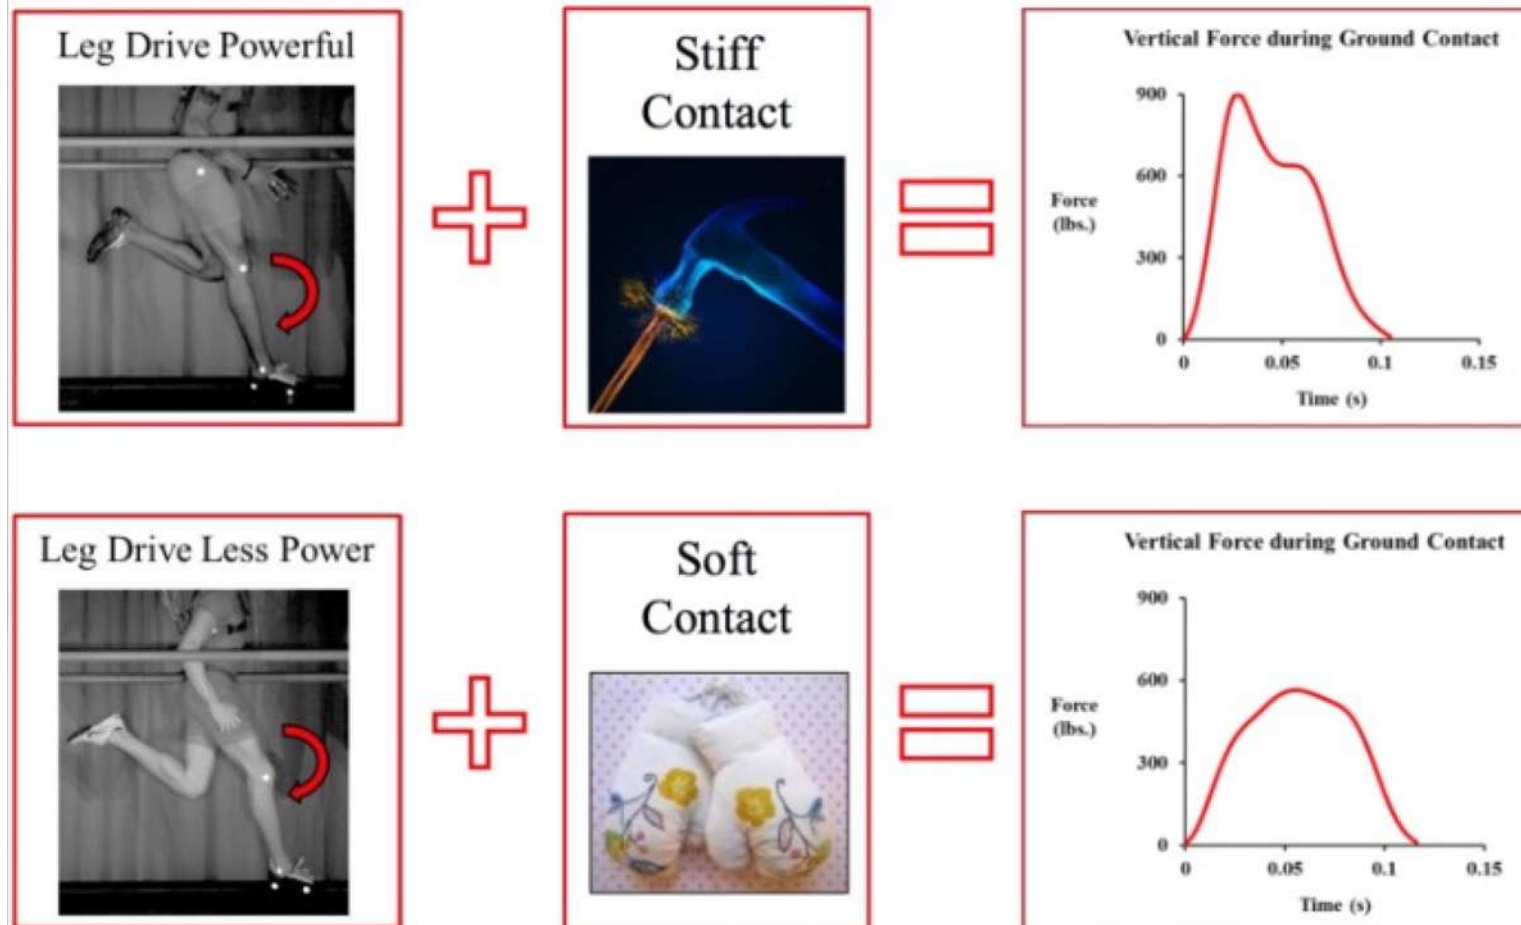 Leg Drive Powerful
Stiff
Contact
Vertical Force during Ground Contact
900
600
Force
(lbs.)
300
0
0 0.05 0.1 0.15
Time (s)
Leg Drive Less Power
Soft
Contact
Vertical Force during Ground Contact
900
600
Force
(lbs.)
300
0
0 0.05 0.1 0.15
Time (s)